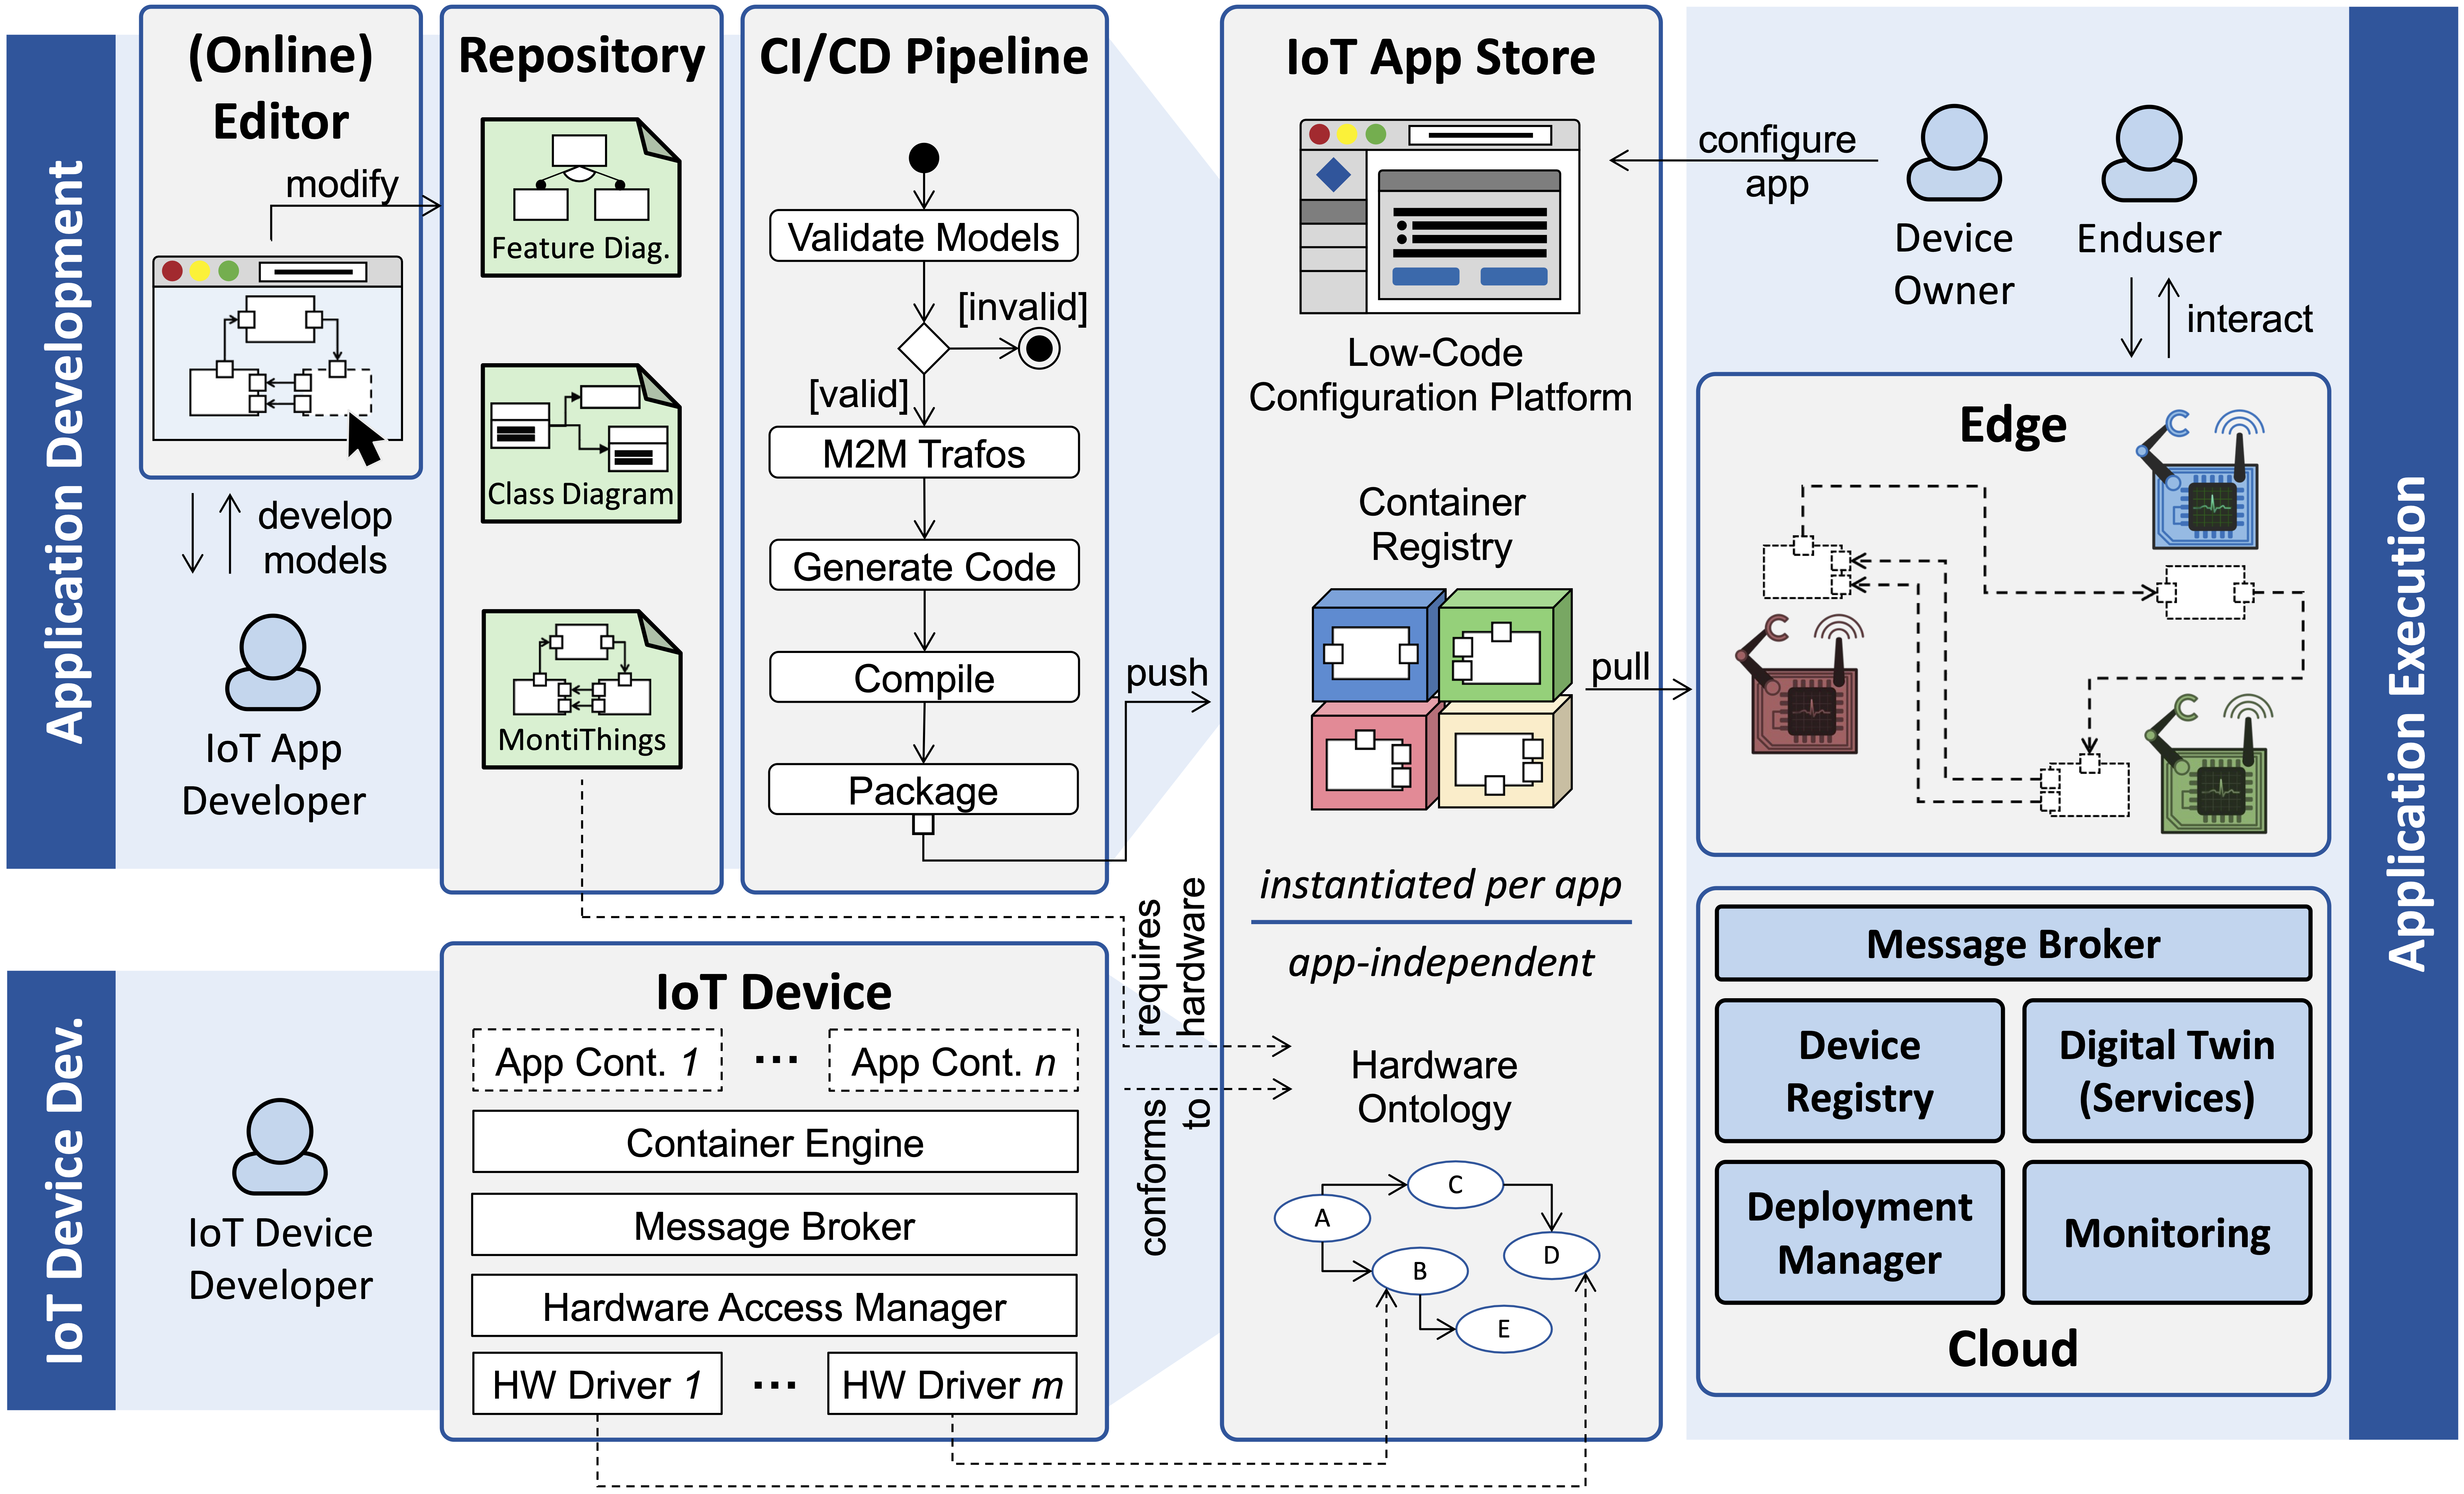 Application Development
(Online)
Editor
modify
develop
models
IoT App
Developer
Repository
Feature Diag.
Class Diagram
MontiThings
CI/CD Pipeline
Validate Models
[invalid]
[valid]
M2M Trafos
Generate Code
Compile
Package
push
IoT App Store
Low-Code
Configuration Platform
Container
Registry
instantiated per app
app-independent
Hardware
Ontology
A
C
B
D
E
requires
hardware
conforms
to
IoT Device Dev.
IoT Device
Developer
IoT Device
App Cont. 1
...
App Cont. n
Container Engine
Message Broker
Hardware Access Manager
HW Driver 1
...
HW Driver m
configure
app
Device
Owner
Enduser
interact
pull
Edge
Message Broker
Device
Registry
Digital Twin
(Services)
Deployment
Manager
Monitoring
Cloud
Application Execution